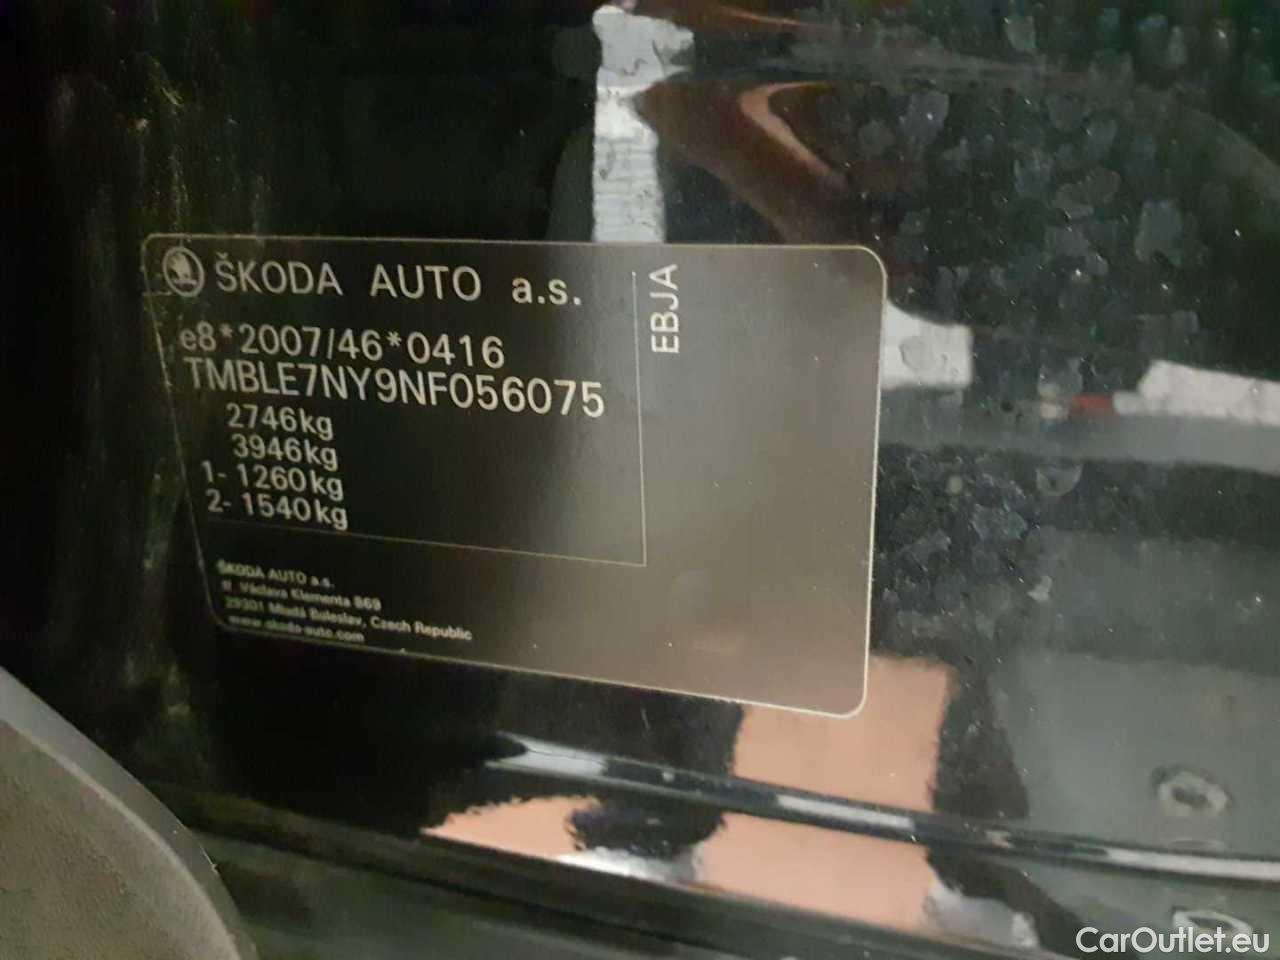 ŠKODA AUTO a.s.
e8*2007/46*0416
TMBLE7NY9NF056075
2746kg
3946kg
1- 1260kg
2- 1540kg
EBJA
ŠKODA AUTO a.s.
tř. Václava Klementa 869
29301 Mladá Boleslav, Czech Republic
www.skoda-auto.com
CarOutlet.eu